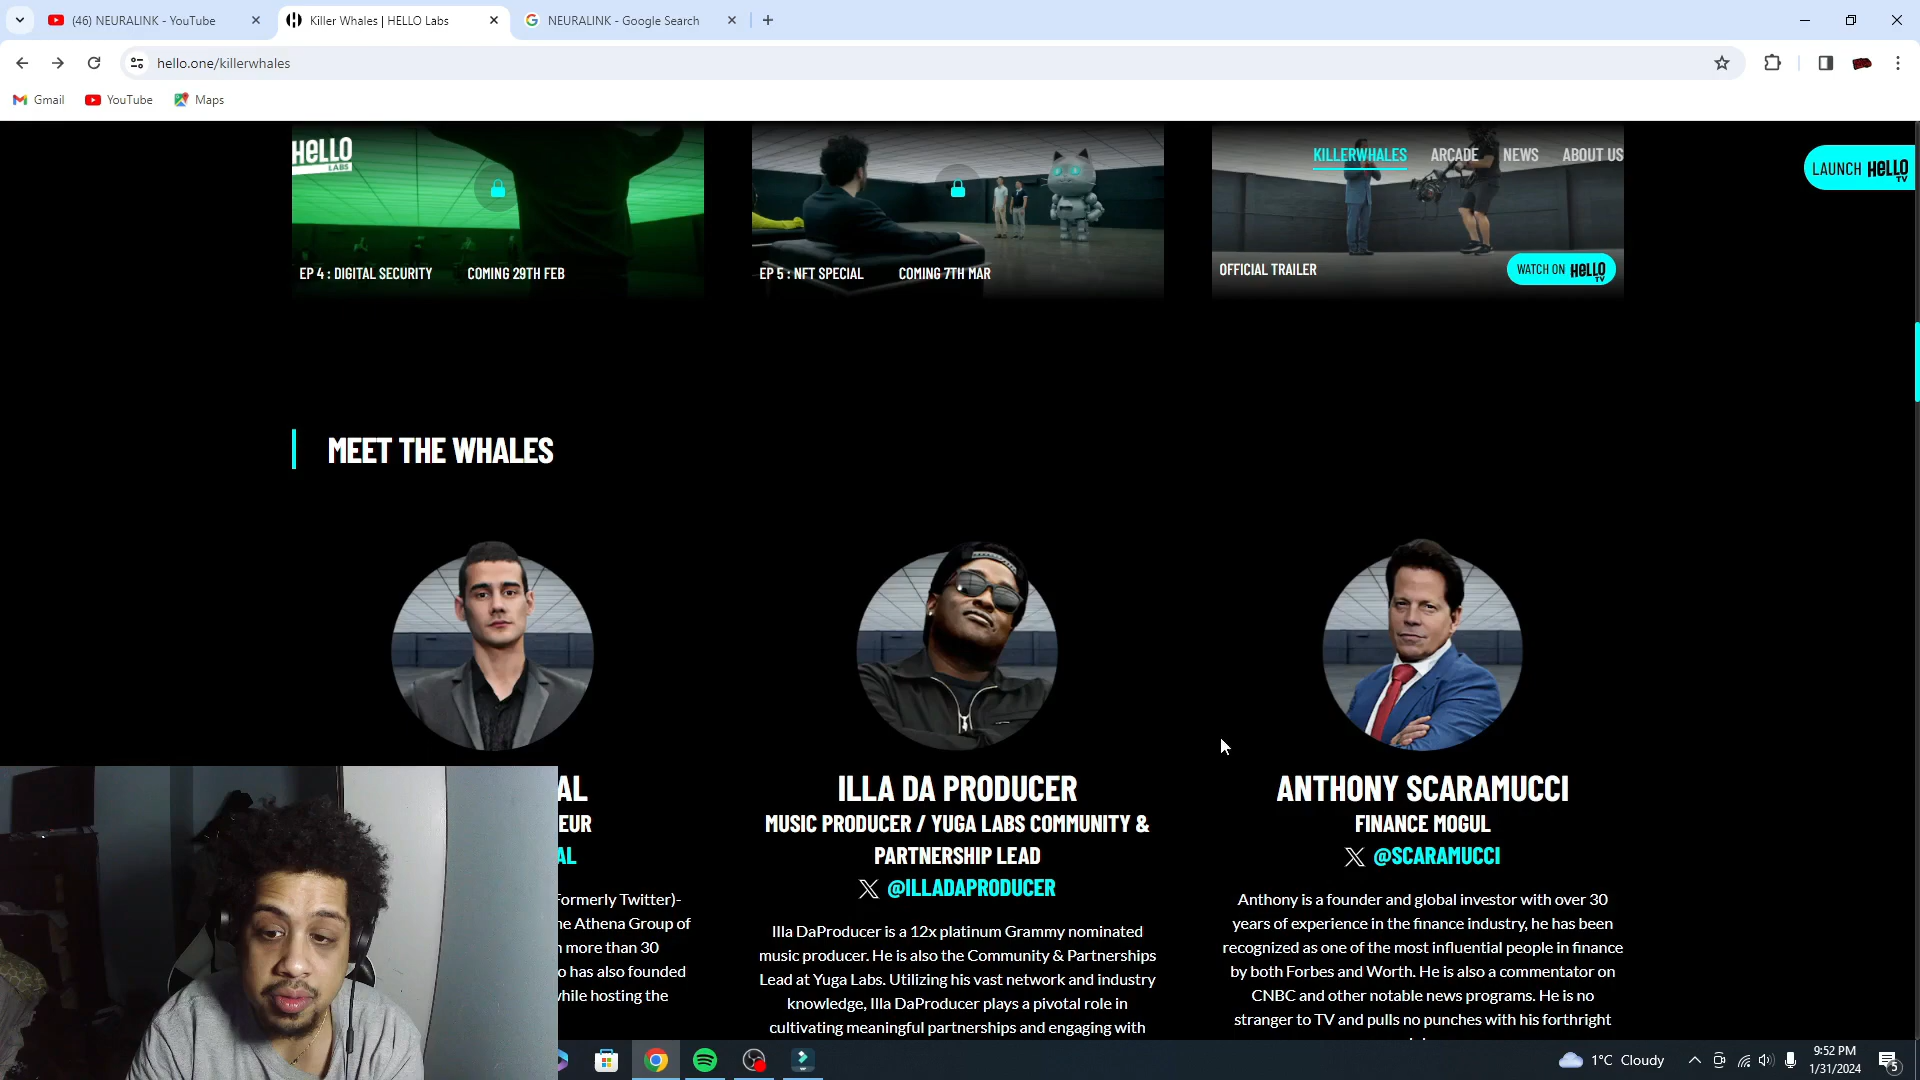 (46) NEURALINK - YouTube
Killer Whales | HELLO Labs
NEURALINK - Google Search
hello.one/killerwhales
Gmail
YouTube
Maps
HELLO
LABS
KILLERWHALES
ARCADE
NEWS
ABOUT US
LAUNCH HELLO TV
EP 4 : DIGITAL SECURITY
COMING 29TH FEB
EP 5 : NFT SPECIAL
COMING 7TH MAR
OFFICIAL TRAILER
WATCH ON HELLO TV
MEET THE WHALES
AL
EUR
AL
Formerly Twitter)-
ne Athena Group of
n more than 30
o has also founded
while hosting the
ILLA DA PRODUCER
MUSIC PRODUCER / YUGA LABS COMMUNITY &
PARTNERSHIP LEAD
@ILLADAPRODUCER
Illa DaProducer is a 12x platinum Grammy nominated
music producer. He is also the Community & Partnerships
Lead at Yuga Labs. Utilizing his vast network and industry
knowledge, Illa DaProducer plays a pivotal role in
cultivating meaningful partnerships and engaging with
ANTHONY SCARAMUCCI
FINANCE MOGUL
@SCARAMUCCI
Anthony is a founder and global investor with over 30
years of experience in the finance industry, he has been
recognized as one of the most influential people in finance
by both Forbes and Worth. He is also a commentator on
CNBC and other notable news programs. He is no
stranger to TV and pulls no punches with his forthright
1°C Cloudy
9:52 PM
1/31/2024
5